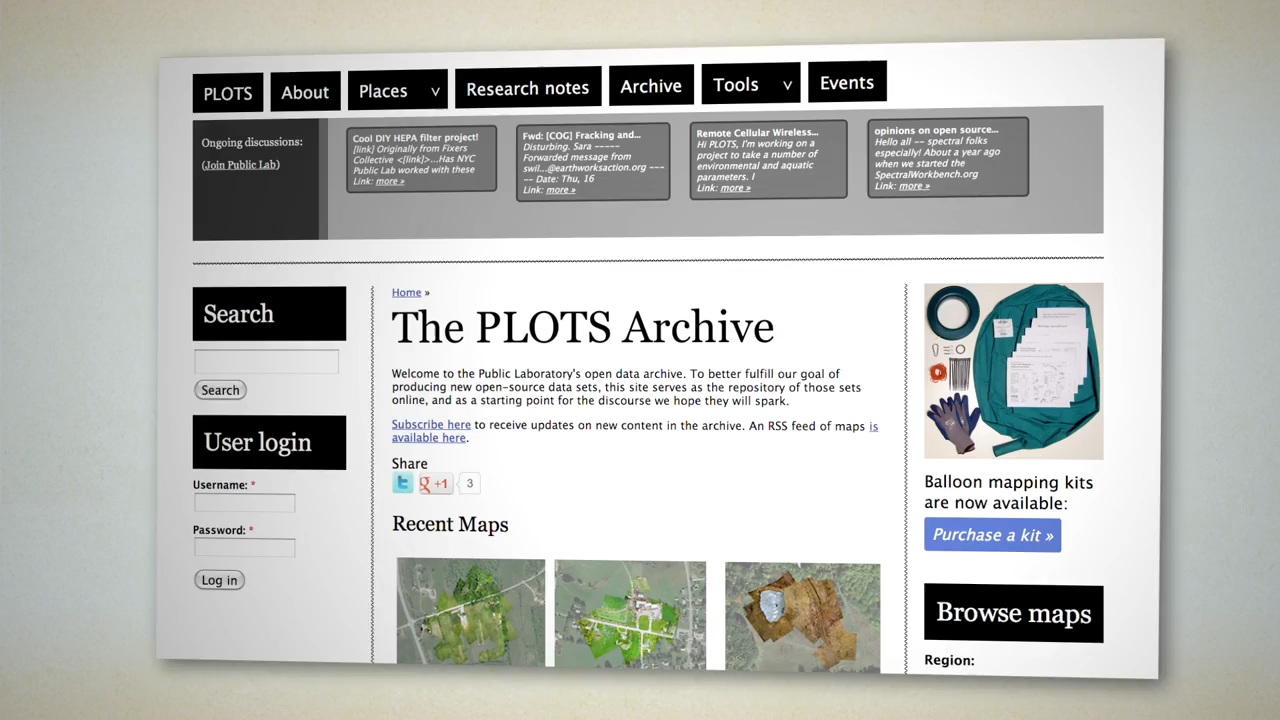 PLOTS
About
Places v
Research notes
Archive
Tools v
Events
Ongoing discussions:
(Join Public Lab)
Cool DIY HEPA filter project!
[link] Originally from Fixers
Collective <[link]>...Has NYC
Public Lab worked with these
Link: more »
Fwd: [COG] Fracking and...
Disturbing. Sara -----
Forwarded message from
swil...@earthworksaction.org ---
-- Date: Thu, 16
Link: more »
Remote Cellular Wireless...
Hi PLOTS, I'm working on a
project to take a number of
environmental and aquatic
parameters. I
Link: more »
opinions on open source...
Hello all -- spectral folks
especially! About a year ago
when we started the
SpectralWorkbench.org
Link: more »
Search
Search
User login
Username: *
Password: *
Log in
Home »
The PLOTS Archive
Welcome to the Public Laboratory's open data archive. To better fulfill our goal of
producing new open-source data sets, this site serves as the repository of those sets
online, and as a starting point for the discourse we hope they will spark.
Subscribe here to receive updates on new content in the archive. An RSS feed of maps is
available here.
Share
t g +1 3
Recent Maps
Balloon mapping kits
are now available:
Purchase a kit »
Browse maps
Region: